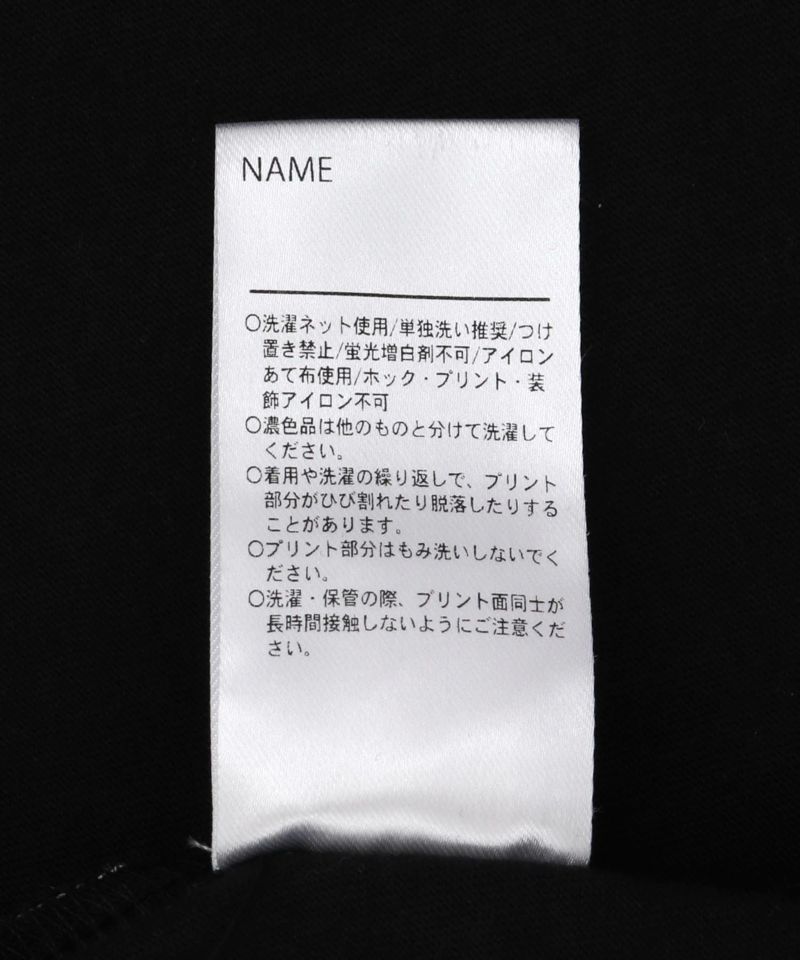 NAME
〇洗濯ネット使用/単独洗い推奨/つけ
置き禁止/蛍光増白剤不可/アイロン
あて布使用/ホック・プリント・装
飾アイロン不可
〇濃色品は他のものと分けて洗濯して
ください。
〇着用や洗濯の繰り返しで、プリント
部分がひび割れたり脱落したりする
ことがあります。
〇プリント部分はもみ洗いしないでく
ださい。
〇洗濯・保管の際、プリント面同士が
長時間接触しないようにご注意くだ
さい。